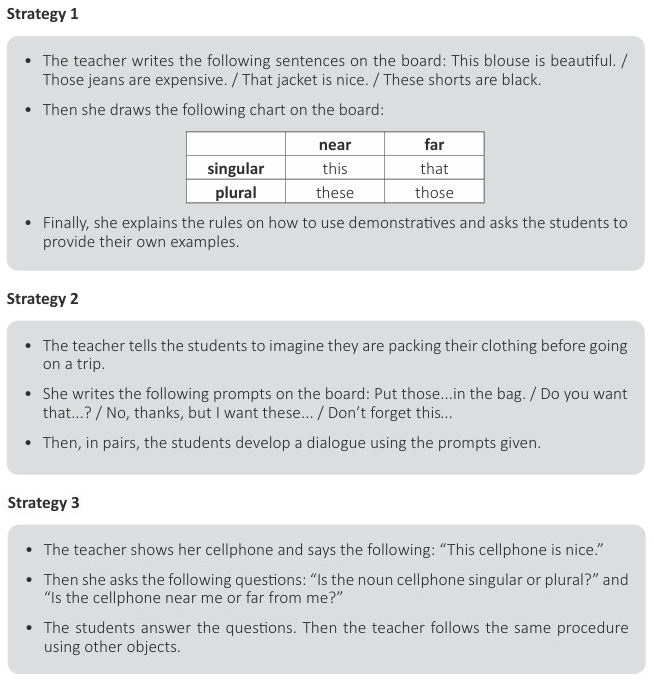 Strategy 1
• The teacher writes the following sentences on the board: This blouse is beautiful. /
Those jeans are expensive. / That jacket is nice. / These shorts are black.
• Then she draws the following chart on the board:
near far
singular this that
plural these those
• Finally, she explains the rules on how to use demonstratives and asks the students to
provide their own examples.
Strategy 2
• The teacher tells the students to imagine they are packing their clothing before going
on a trip.
• She writes the following prompts on the board: Put those...in the bag. / Do you want
that...? / No, thanks, but I want these... / Don’t forget this...
• Then, in pairs, the students develop a dialogue using the prompts given.
Strategy 3
• The teacher shows her cellphone and says the following: “This cellphone is nice.”
• Then she asks the following questions: “Is the noun cellphone singular or plural?” and
“Is the cellphone near me or far from me?”
• The students answer the questions. Then the teacher follows the same procedure
using other objects.